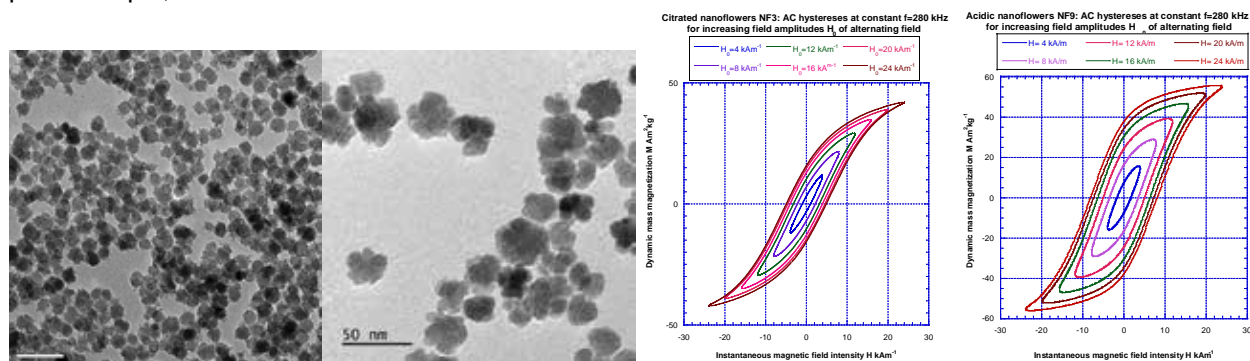 50 nm
Citrated nanoflowers NF3: AC hystereses at constant f=280 kHz
for increasing field amplitudes H0 of alternating field
H0=4 kAm-1 H0=12 kAm-1 H0=20 kAm-1
H0=8 kAm-1 H0=16 kAm-1 H0=24 kAm-1
Dynamic mass magnetization M Am2kg-1
50
0
-50
-30 -20 -10 0 10 20 30
Instantaneous magnetic field intensity H kAm-1
Acidic nanoflowers NF9: AC hystereses at constant f=280 kHz
for increasing field amplitudes H of alternating field
H= 4 kA/m H= 12 kA/m H= 20 kA/m
H= 8 kA/m H= 16 kA/m H= 24 kA/m
Dynamic mass magnetization M Am2kg-1
60
40
20
0
-20
-40
-60
-30 -20 -10 0 10 20 30
Instantaneous magnetic field intensity H kAm-1